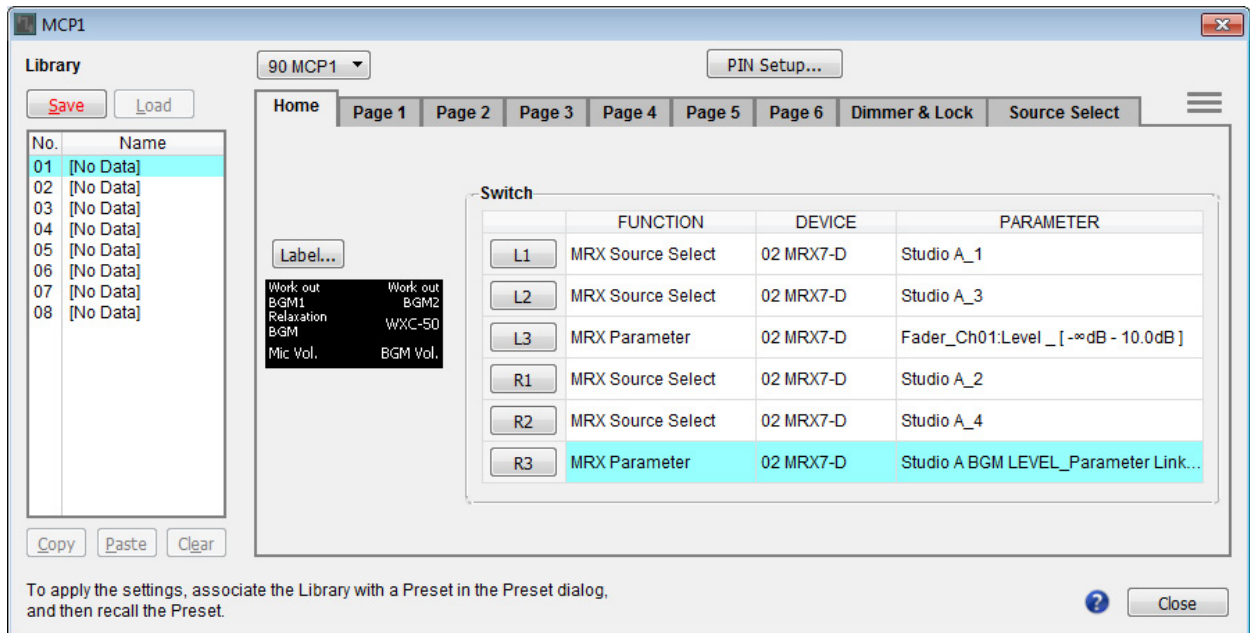 MCP1
Library
90 MCP1
PIN Setup...
Save Load
Home Page 1 Page 2 Page 3 Page 4 Page 5 Page 6 Dimmer & Lock Source Select
No. Name
01 [No Data]
02 [No Data]
03 [No Data]
04 [No Data]
05 [No Data]
06 [No Data]
07 [No Data]
08 [No Data]
Copy Paste Clear
Label...
Work out Work out
BGM1 BGM2
Relaxation
BGM WXC-50
Mic Vol. BGM Vol.
Switch
FUNCTION DEVICE PARAMETER
L1 MRX Source Select 02 MRX7-D Studio A_1
L2 MRX Source Select 02 MRX7-D Studio A_3
L3 MRX Parameter 02 MRX7-D Fader_Ch01:Level _ [ -∞dB - 10.0dB ]
R1 MRX Source Select 02 MRX7-D Studio A_2
R2 MRX Source Select 02 MRX7-D Studio A_4
R3 MRX Parameter 02 MRX7-D Studio A BGM LEVEL_Parameter Link...
To apply the settings, associate the Library with a Preset in the Preset dialog,
and then recall the Preset.
?
Close